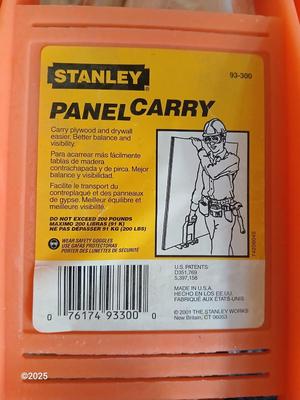 STANLEY
93-300
PANEL CARRY
Carry plywood and drywall
easier. Better balance and
visibility.
Para acarrear más fácilmente
tablas de madera
contrachapada y de pirca. Mejor
balance y visibilidad.
Facilite le transport du
contreplaqué et des panneaux
de gypse. Meilleur équilibre et
meilleure visibilité.
DO NOT EXCEED 200 POUNDS
MAXIMO 200 LIBRAS (91 K)
NE PAS DÉPASSER 91 KG (200 LBS)
WEAR SAFETY GOGGLES
USE GAFAS PROTECTORAS
PORTER DES LUNETTES DE SÉCURITÉ
U.S. PATENTS
D351,769
5,397,158
MADE IN U.S.A.
HECHO EN LOS EE.UU.
FABRIQUÉ AUX ÉTATS-UNIS
© 2001 THE STANLEY WORKS
New Britain, CT 06053
0 76174 93300 0
©2025